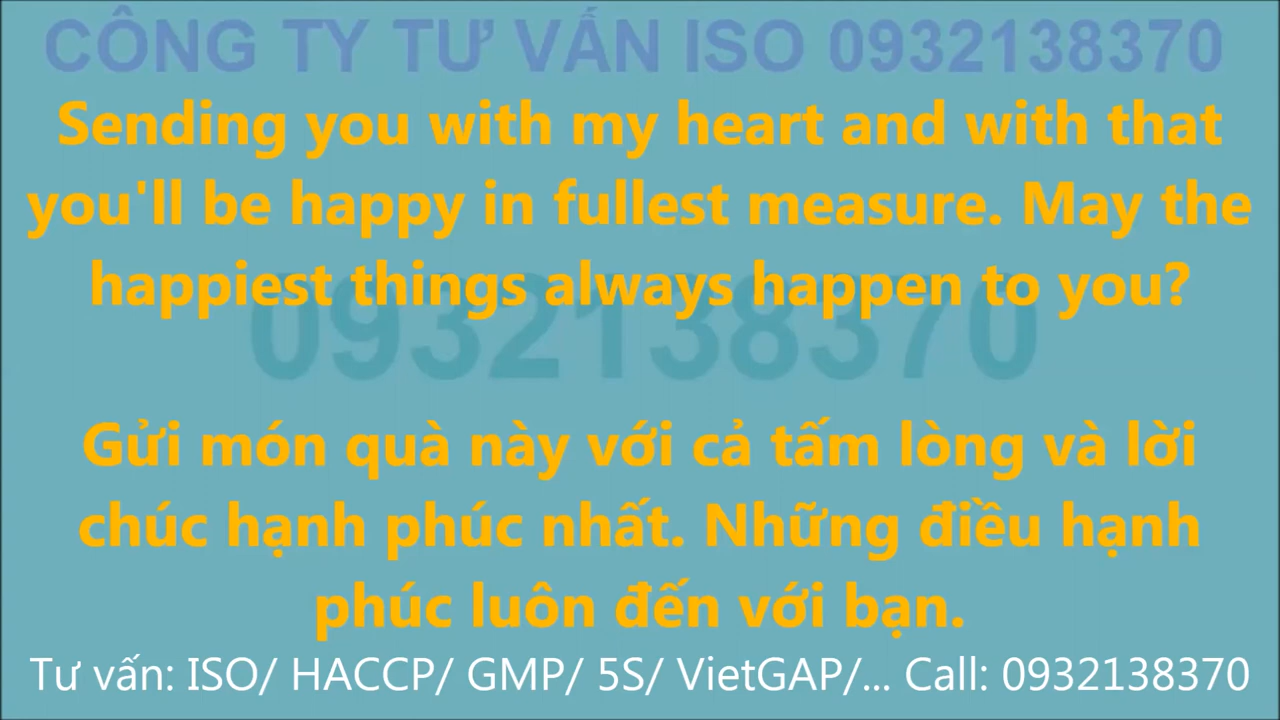 CÔNG TY TƯ VẤN ISO 0932138370
Sending you with my heart and with that
you'll be happy in fullest measure. May the
happiest things always happen to you?
0932138370
Gửi món quà này với cả tấm lòng và lời
chúc hạnh phúc nhất. Những điều hạnh
phúc luôn đến với bạn.
Tư vấn: ISO/ HACCP/ GMP/ 5S/ VietGAP/... Call: 0932138370